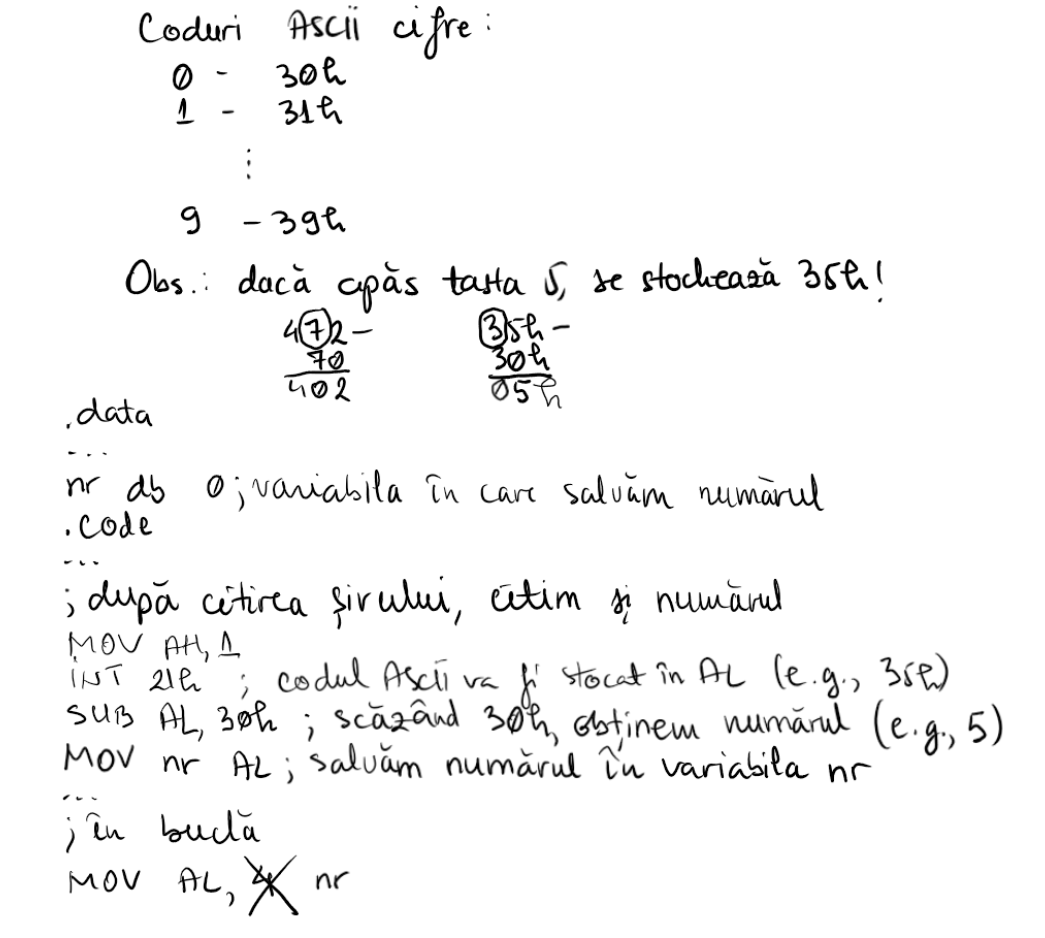 Coduri Ascii cifre:
0 - 30h
1 - 31h
⋮
9 - 39h
Obs.: dacă apăs tasta 5, se stochează 35h!
472 - 35h -
70 30h
402 05h
.data
...
nr db 0; variabila în care salvăm numărul
.code
...
; după citirea șirului, citim și numărul
MOV AH, 1
INT 21h ; codul Ascii va fi stocat în AL (e.g., 35h)
SUB AL, 30h ; scăzând 30h, obținem numărul (e.g., 5)
MOV nr AL; salvăm numărul în variabila nr
...
; în buclă
MOV AL, nr